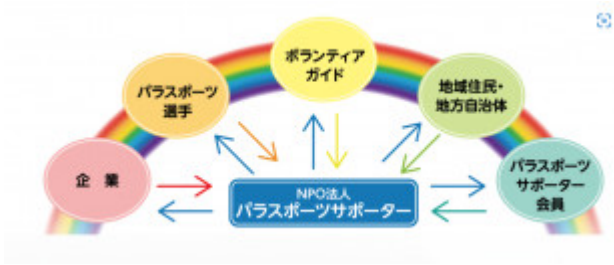 ボランティア
ガイド
パラスポーツ
選手
地域住民・
地方自治体
企　業
パラスポーツ
サポーター
会員
NPO法人
パラスポーツサポーター